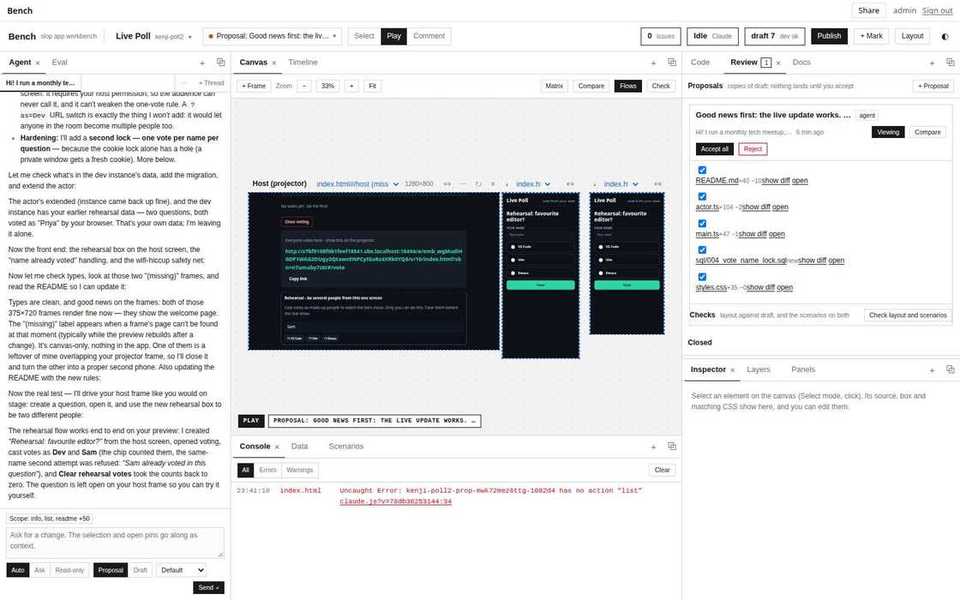 Bench
Share
admin
Sign out
Bench
slop app workbench
Live Poll
kenji-poll2
Proposal: Good news first: the liv…
Select
Play
Comment
0 issues
Idle Claude
draft 7 dev ok
Publish
+ Mark
Layout
Agent ×
Eval
Hi! I run a monthly te…
+ Thread
screen. It requires your host permission, so the audience can
never call it, and it can't weaken the one-vote rule. A ?
as=Dev URL switch is exactly the thing I won't add: it would let
anyone in the room become multiple people too.
• Hardening: I'll add a second lock — one vote per name per
question — because the cookie lock alone has a hole (a
private window gets a fresh cookie). More below.
Let me check what's in the dev instance's data, add the migration,
and extend the actor:
The actor's extended (instance came back up fine), and the dev
instance has your earlier rehearsal data — two questions, both
voted as "Priya" by your browser. That's your own data; I'm leaving
it alone.
Now the front end: the rehearsal box on the host screen, the
"name already voted" handling, and the wifi-hiccup safety net:
Now let me check types, look at those two "(missing)" frames, and
read the README so I can update it:
Types are clean, and good news on the frames: both of those
375×720 frames render fine now — they show the welcome page.
The "(missing)" label appears when a frame's page can't be found
at that moment (typically while the preview rebuilds after a
change). It's canvas-only, nothing in the app. One of them is a
leftover of mine overlapping your projector frame, so I'll close it
and turn the other into a proper second phone. Also updating the
README with the new rules:
Now the real test — I'll drive your host frame like you would on
stage: create a question, open it, and use the new rehearsal box to
be two different people:
The rehearsal flow works end to end on your preview: I created
"Rehearsal: favourite editor?" from the host screen, opened voting,
cast votes as Dev and Sam (the chip counted them, the same-
name second attempt was refused: "Sam already voted in this
question"), and Clear rehearsal votes took the counts back to
zero. The question is left open on your host frame so you can try it
yourself.
Scope: info, list, readme +50
Ask for a change. The selection and open pins go along as
context.
Auto
Ask
Read-only
Proposal
Draft
Default
Send
Canvas ×
Timeline
+ Frame
Zoom
−
33%
+
Fit
Matrix
Compare
Flows
Check
Host (projector)
index.html#/host (miss
1280×800
index.h
index.h
Close voting
Copy link
Sam
Live Poll
Rehearsal: favourite
editor?
Live Poll
Rehearsal: favourite
editor?
PLAY
PROPOSAL: GOOD NEWS FIRST: THE LIVE UPDATE WORKS. …
Console ×
Data
Scenarios
All
Errors
Warnings
Clear
23:41:10
index.html
claude.js?v=78db36253144:34
Code
Review 1 ×
Docs
Proposals
copies of draft; nothing lands until you accept
+ Proposal
Good news first: the live update works. …
agent
Hi! I run a monthly tech meetup,… 6 min ago
Viewing
Compare
Accept all
Reject
README.md+40 −10show diff open
actor.ts+104 −2show diff open
main.ts+47 −1show diff open
sql/004_vote_name_lock.sqlnewshow diff open
styles.css+35 −0show diff open
Checks
layout against draft, and the scenarios on both
Check layout and scenarios
Closed
Inspector ×
Layers
Panels
Select an element on the canvas (Select mode, click). Its source, box and
matching CSS show here, and you can edit them.